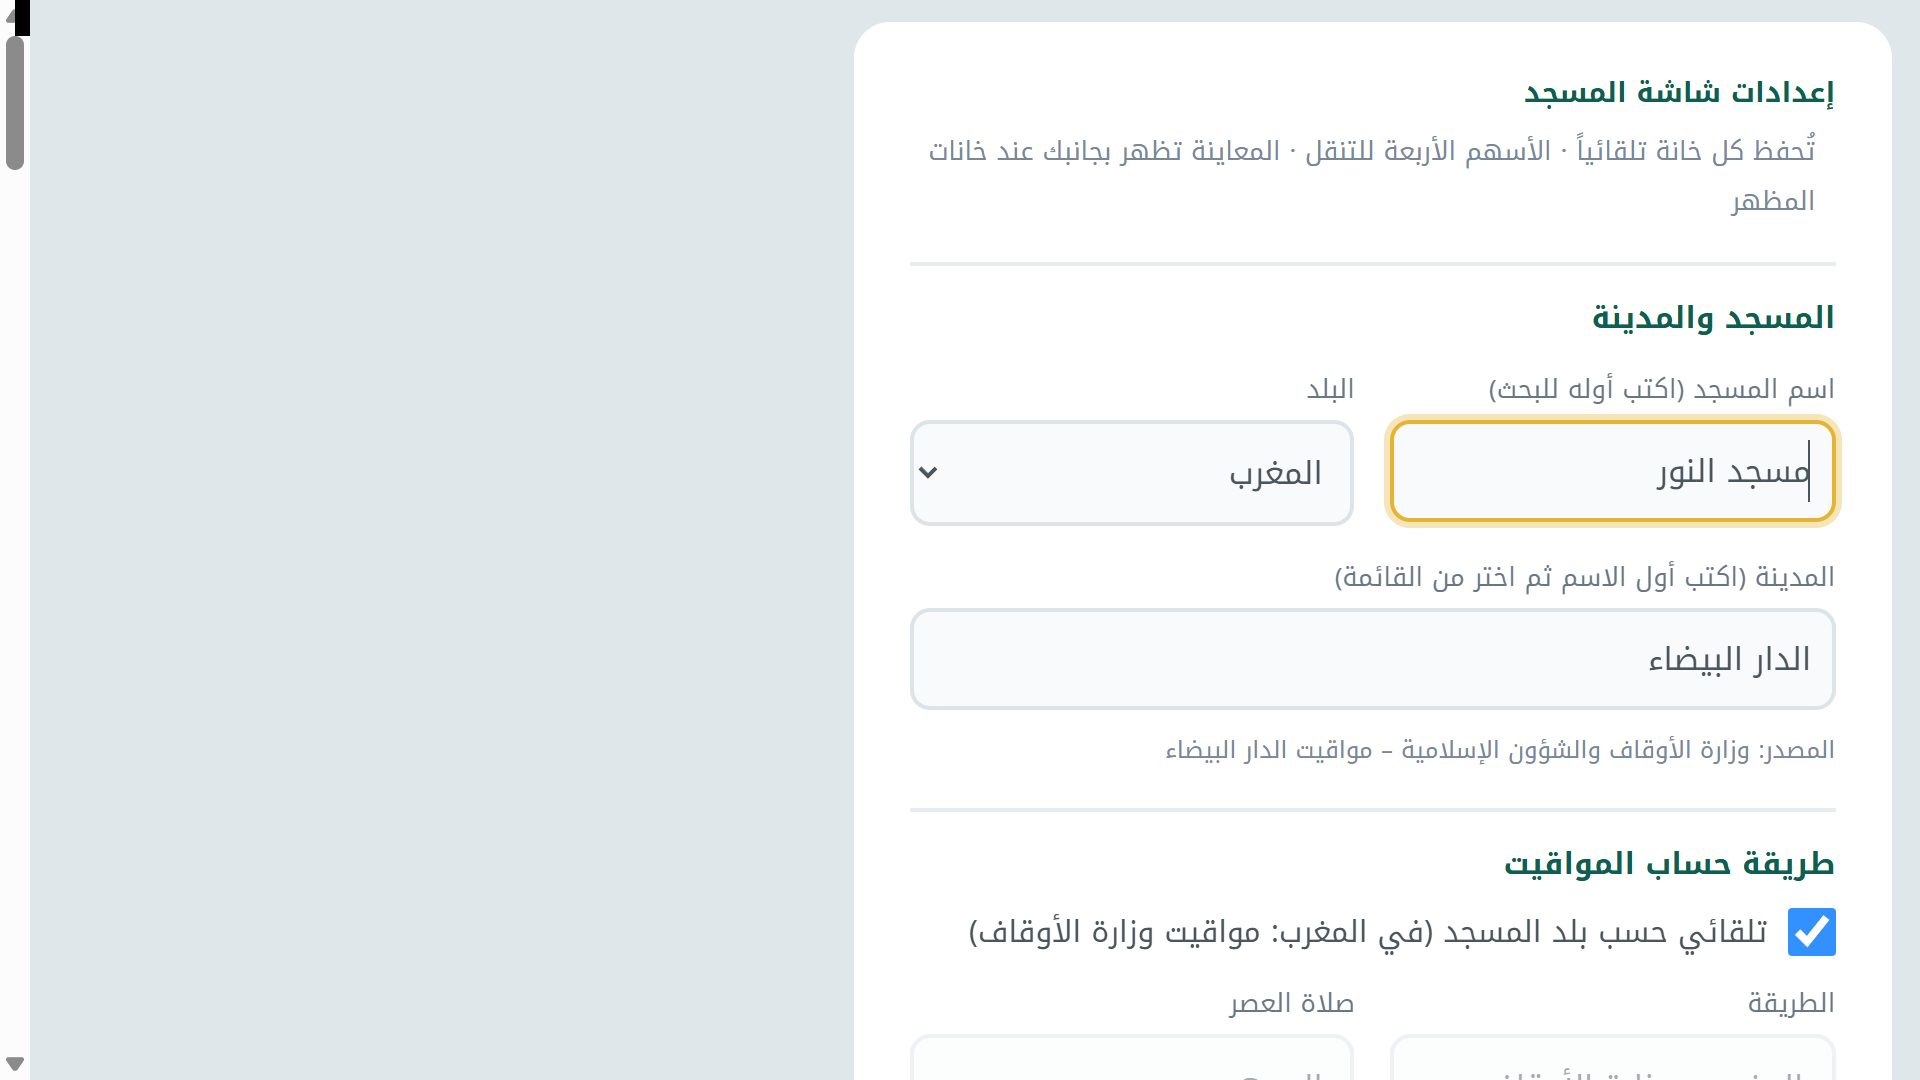 إعدادات شاشة المسجد
تُحفظ كل خانة تلقائياً · الأسهم الأربعة للتنقل · المعاينة تظهر بجانبك عند خانات
المظهر
المسجد والمدينة
اسم المسجد (اكتب أوله للبحث)
البلد
مسجد النور
المغرب
المدينة (اكتب أول الاسم ثم اختر من القائمة)
الدار البيضاء
المصدر: وزارة الأوقاف والشؤون الإسلامية – مواقيت الدار البيضاء
طريقة حساب المواقيت
تلقائي حسب بلد المسجد (في المغرب: مواقيت وزارة الأوقاف)
الطريقة
صلاة العصر